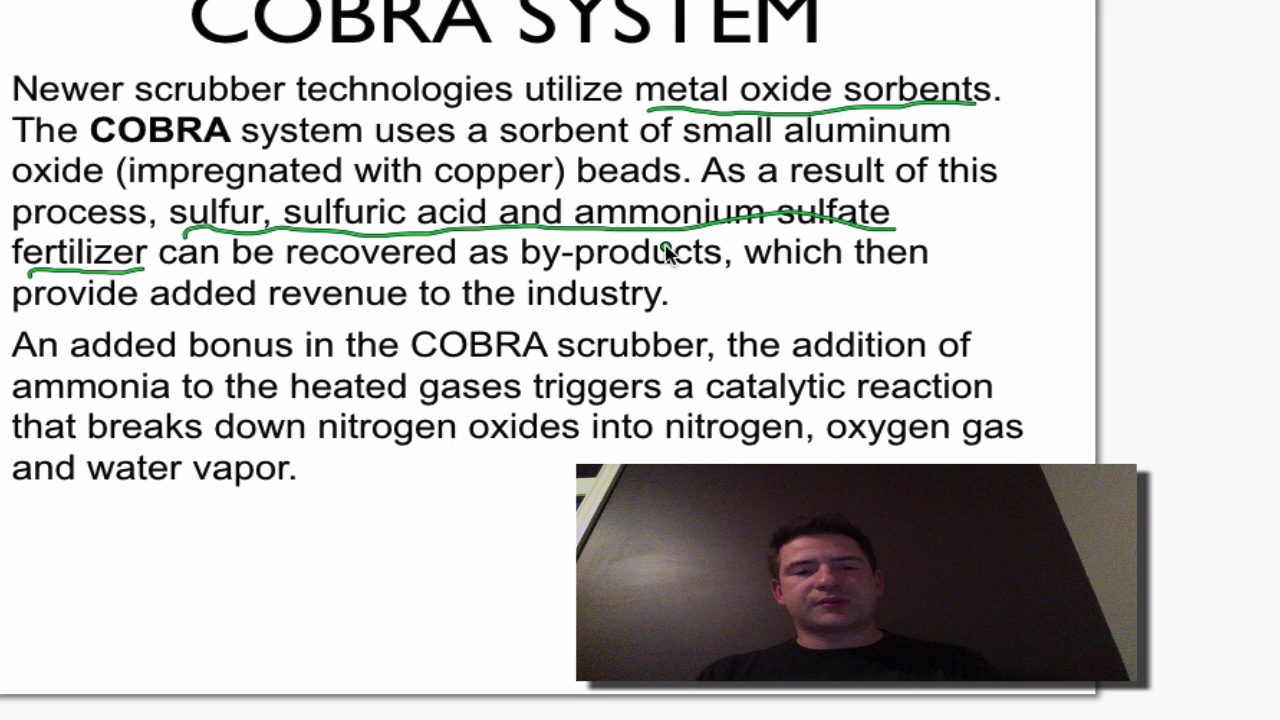 COBRA SYSTEM
Newer scrubber technologies utilize metal oxide sorbents.
The COBRA system uses a sorbent of small aluminum
oxide (impregnated with copper) beads. As a result of this
process, sulfur, sulfuric acid and ammonium sulfate
fertilizer can be recovered as by-products, which then
provide added revenue to the industry.
An added bonus in the COBRA scrubber, the addition of
ammonia to the heated gases triggers a catalytic reaction
that breaks down nitrogen oxides into nitrogen, oxygen gas
and water vapor.